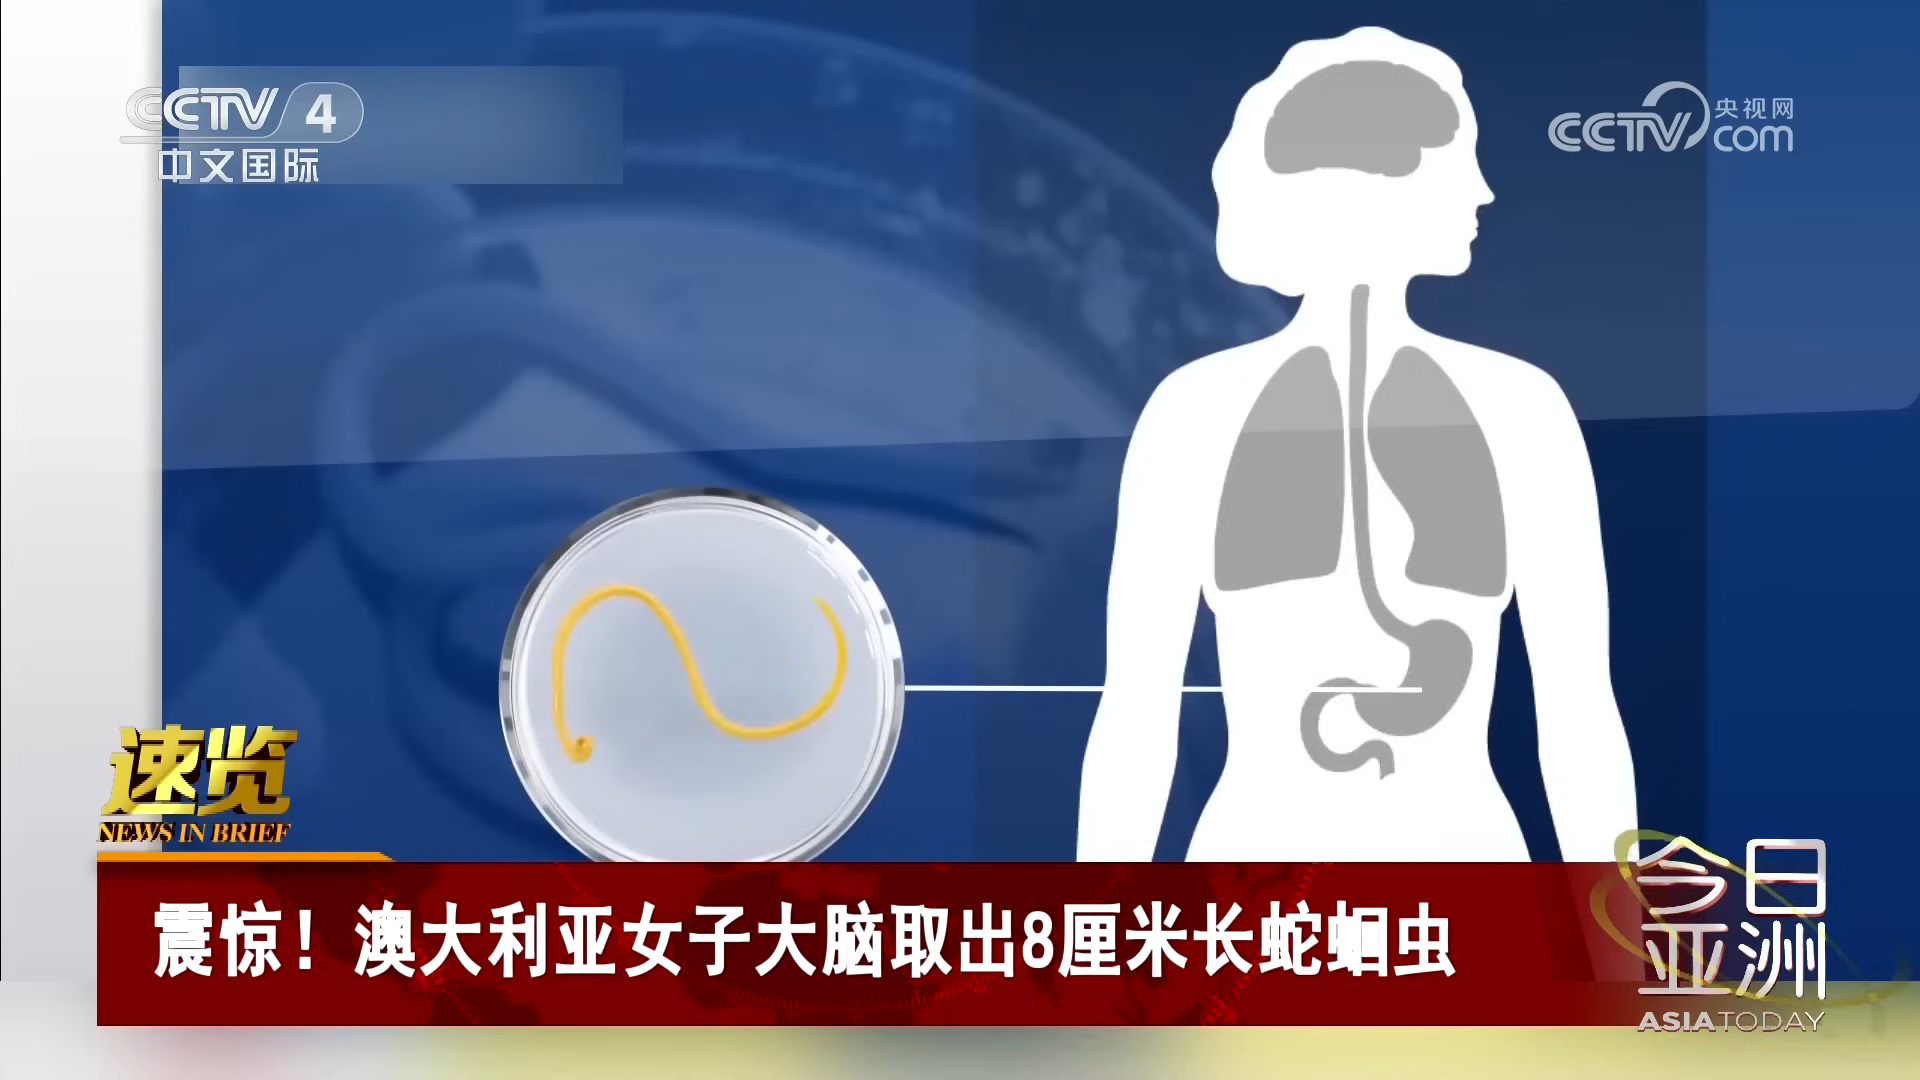 CCTV 4
中文国际
CCTV 央视网
com
速览
NEWS IN BRIEF
震惊！澳大利亚女子大脑取出8厘米长蛇蛔虫
今日
亚洲
ASIA TODAY